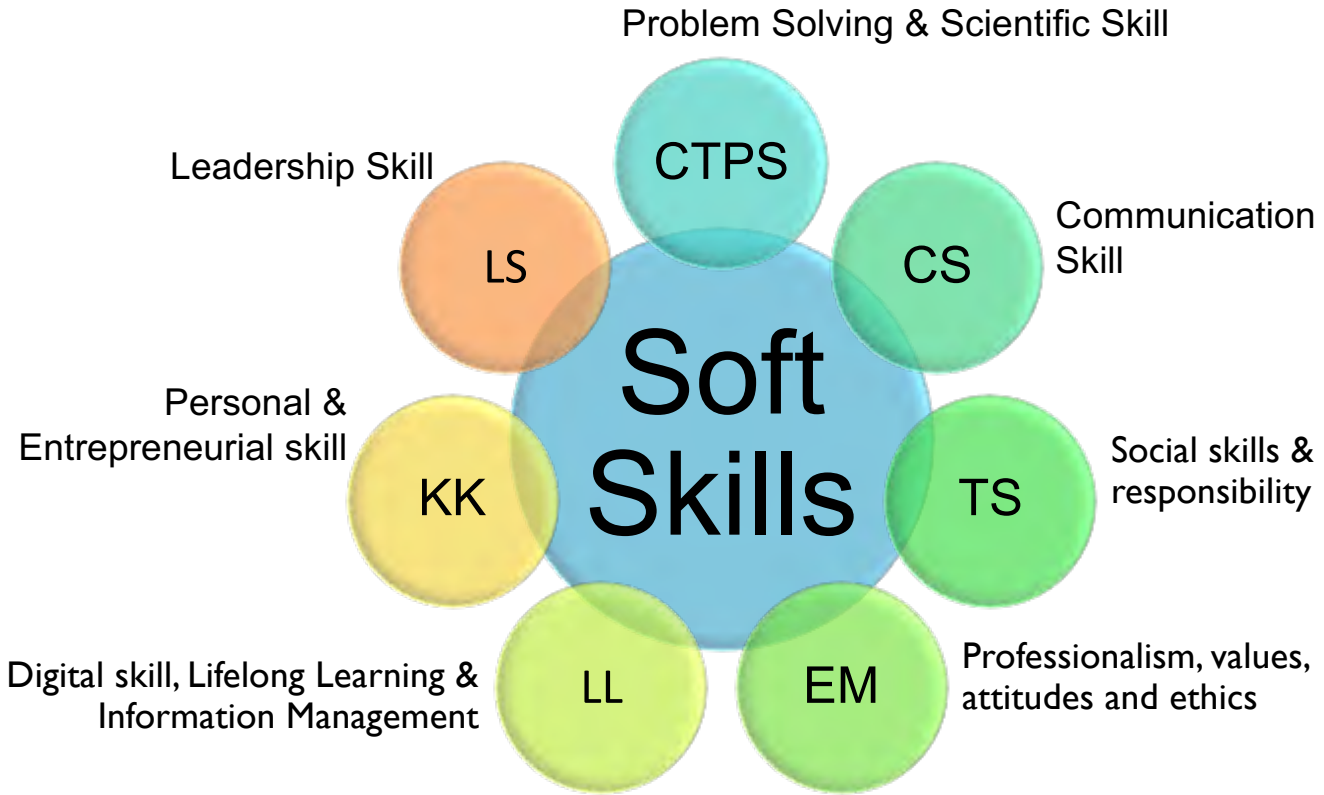 Problem Solving & Scientific Skill
CTPS
Leadership Skill
LS
Communication
Skill
CS
Soft
Skills
Personal &
Entrepreneurial skill
KK
Social skills &
responsibility
TS
Digital skill, Lifelong Learning &
Information Management
LL
EM
Professionalism, values,
attitudes and ethics